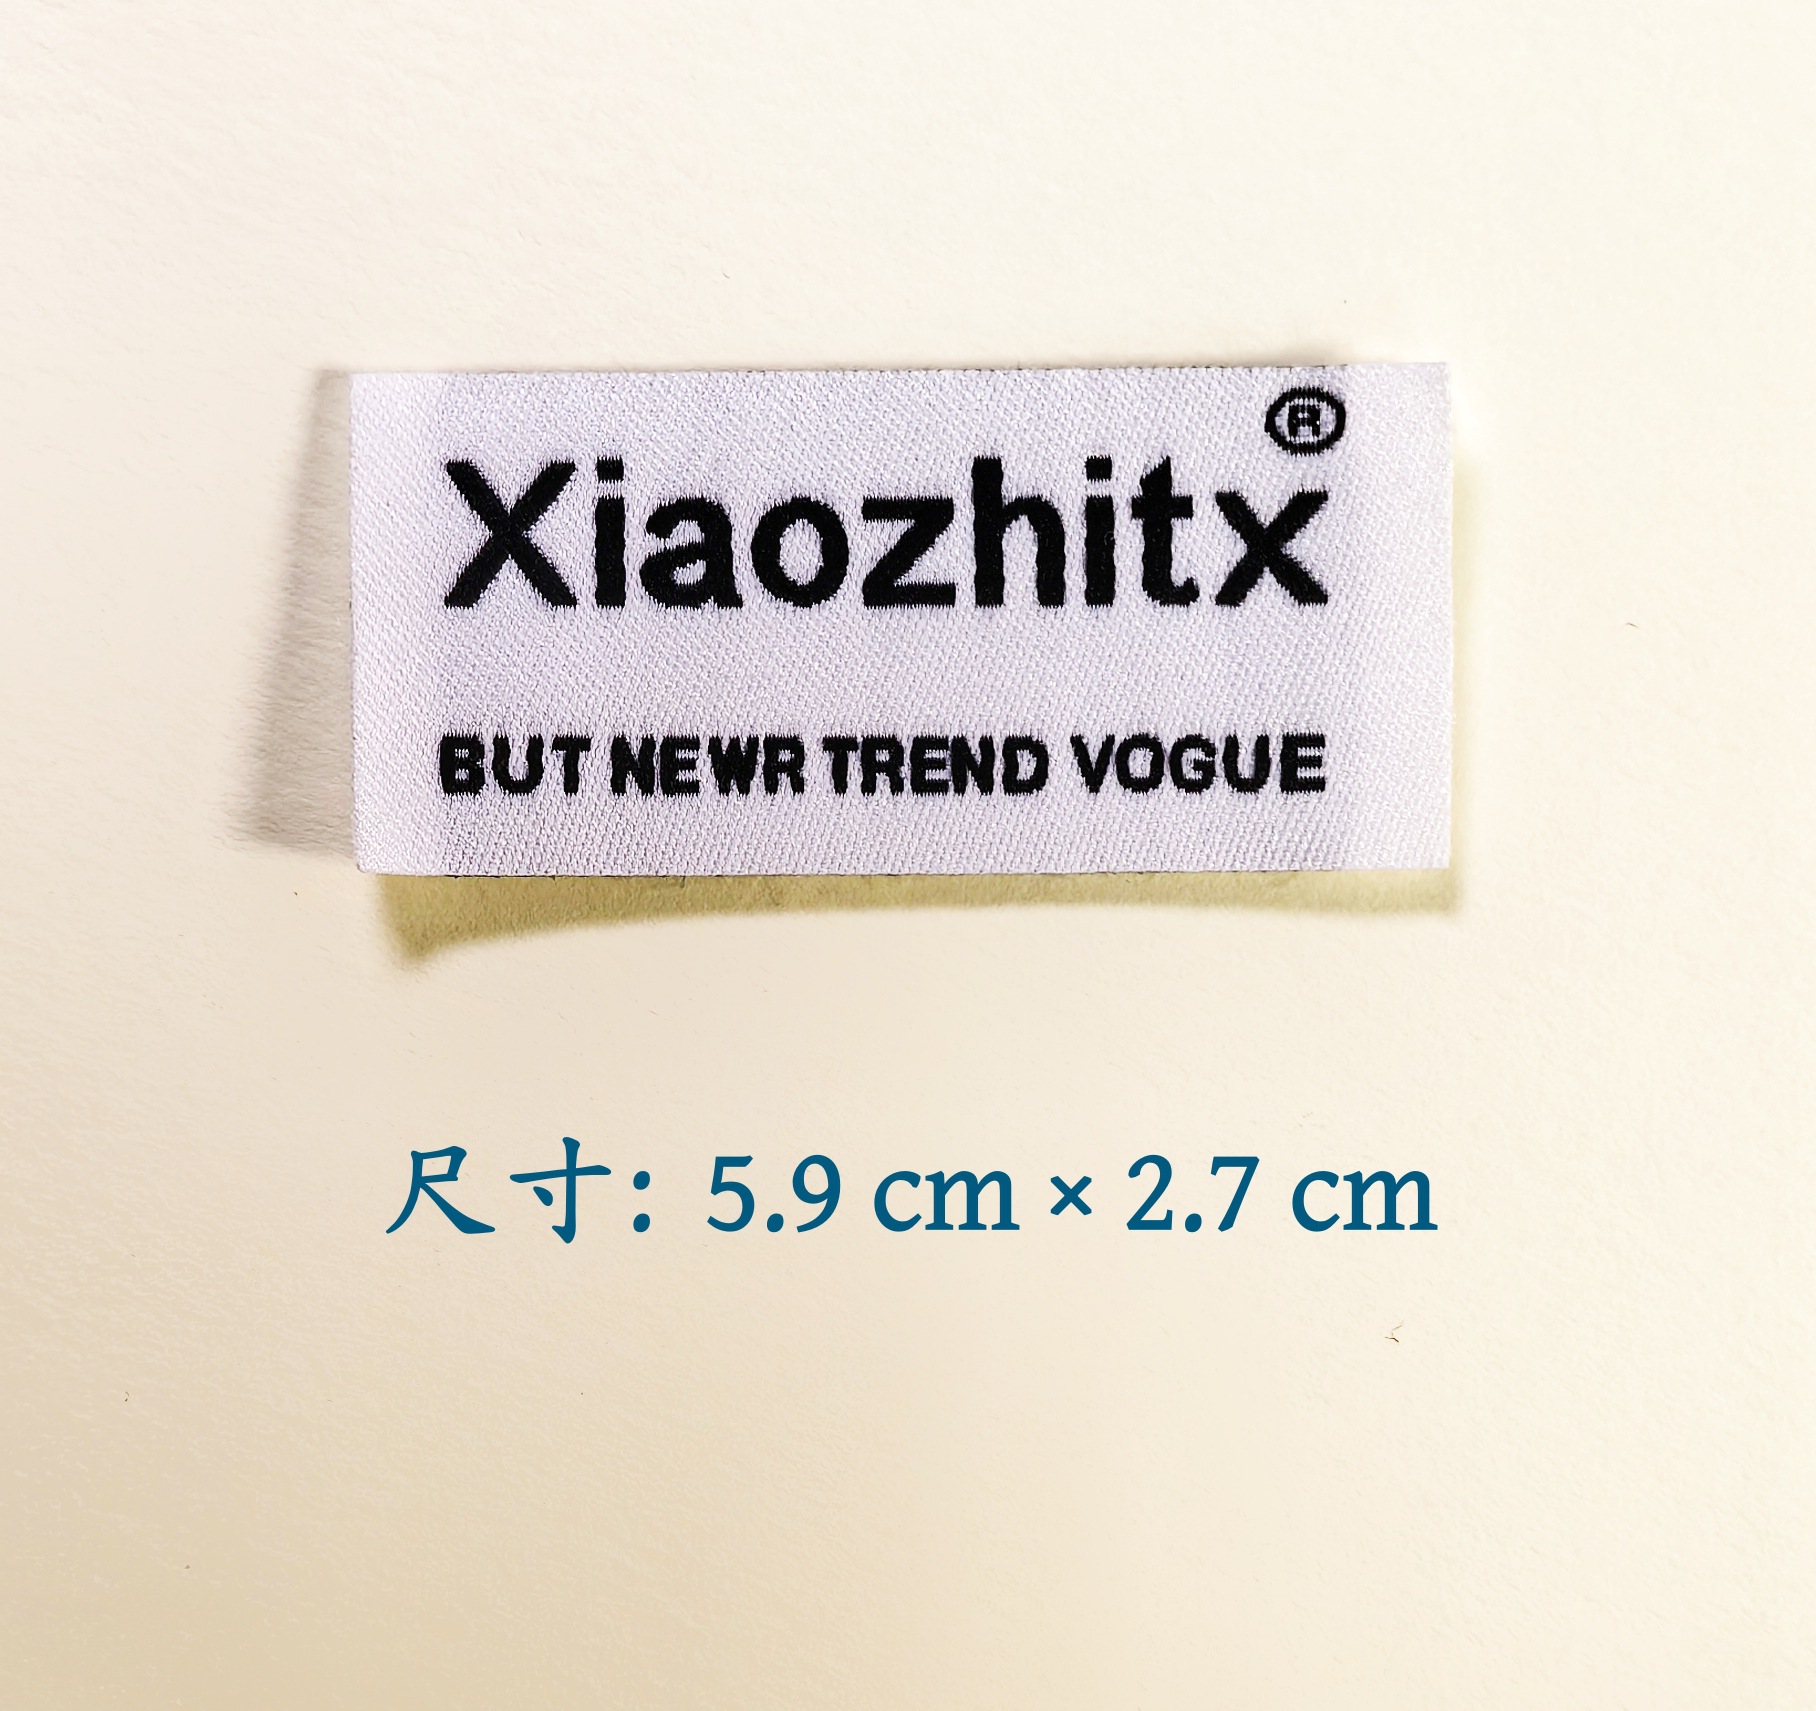 Xiaozhitx®
BUT NEWR TREND VOGUE
尺寸: 5.9 cm × 2.7 cm